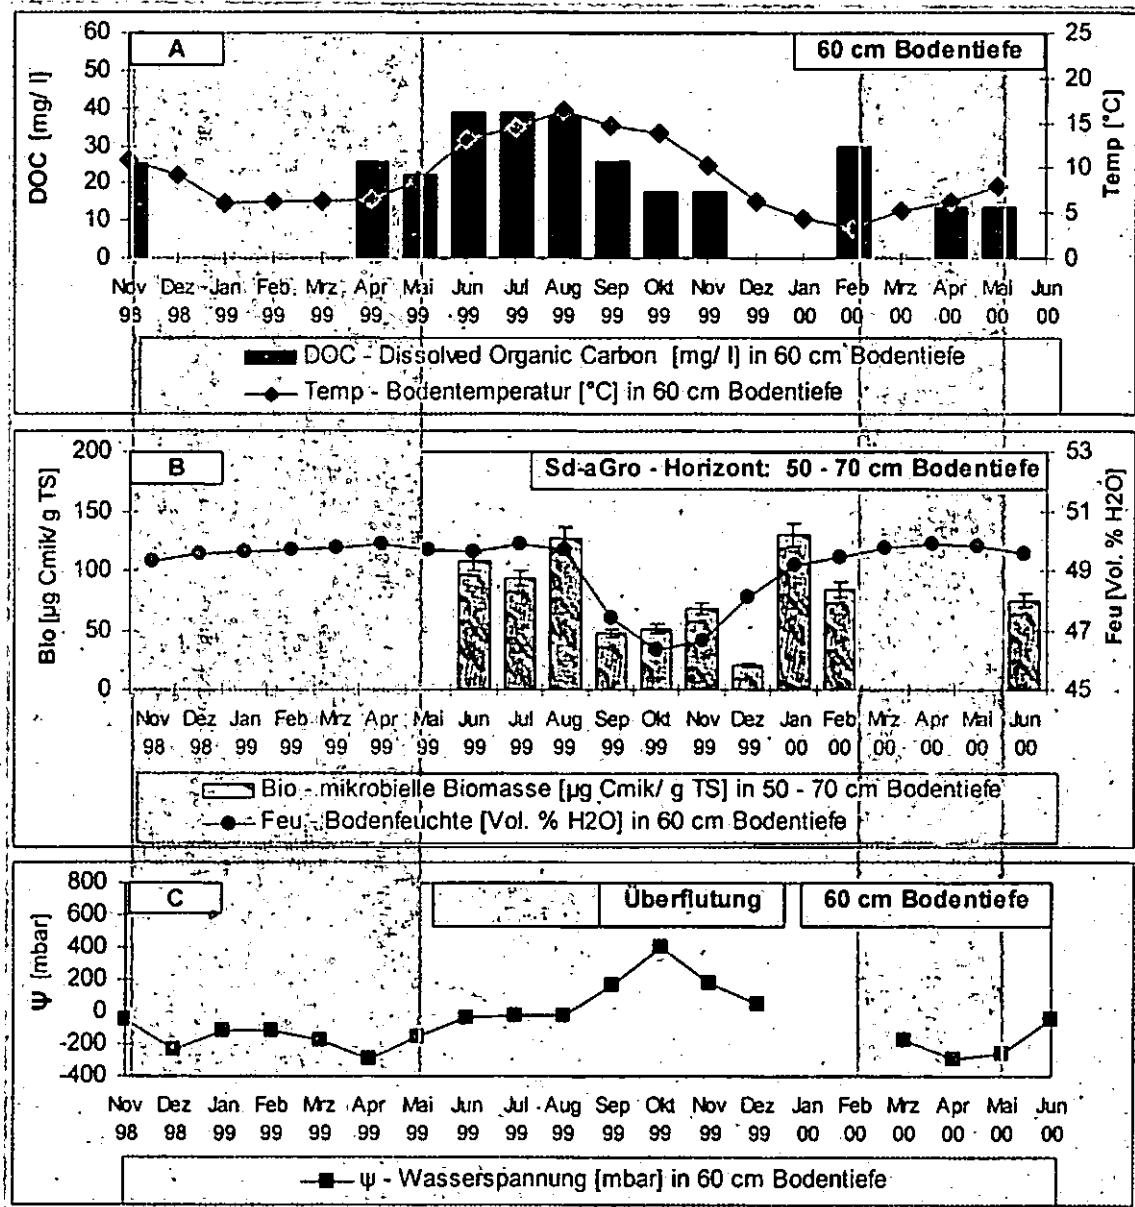 A
60 cm Bodentiefe
DOC [mg/ l]
Temp [°C]
60
50
40
30
20
10
0
25
20
15
10
5
0
Nov Dez Jan Feb Mrz Apr Mai Jun Jul Aug Sep Okt Nov Dez Jan Feb Mrz Apr Mai Jun
98 98 99 99 99 99 99 99 99 99 99 99 99 99 00 00 00 00 00 00
DOC - Dissolved Organic Carbon [mg/ l] in 60 cm Bodentiefe
Temp - Bodentemperatur [°C] in 60 cm Bodentiefe
B
Sd-aGro - Horizont: 50 - 70 cm Bodentiefe
Bio [µg Cmik/ g TS]
Feu [Vol. % H2O]
200
150
100
50
0
53
51
49
47
45
Nov Dez Jan Feb Mrz Apr Mai Jun Jul Aug Sep Okt Nov Dez Jan Feb Mrz Apr Mai Jun
98 98 99 99 99 99 99 99 99 99 99 99 99 99 00 00 00 00 00 00
Bio - mikrobielle Biomasse [µg Cmik/ g TS] in 50 - 70 cm Bodentiefe
Feu - Bodenfeuchte [Vol. % H2O] in 60 cm Bodentiefe
C
Überflutung
60 cm Bodentiefe
Ψ [mbar]
800
600
400
200
0
-200
-400
Nov Dez Jan Feb Mrz Apr Mai Jun Jul Aug Sep Okt Nov Dez Jan Feb Mrz Apr Mai Jun
98 98 99 99 99 99 99 99 99 99 99 99 99 99 00 00 00 00 00 00
ψ - Wasserspannung [mbar] in 60 cm Bodentiefe